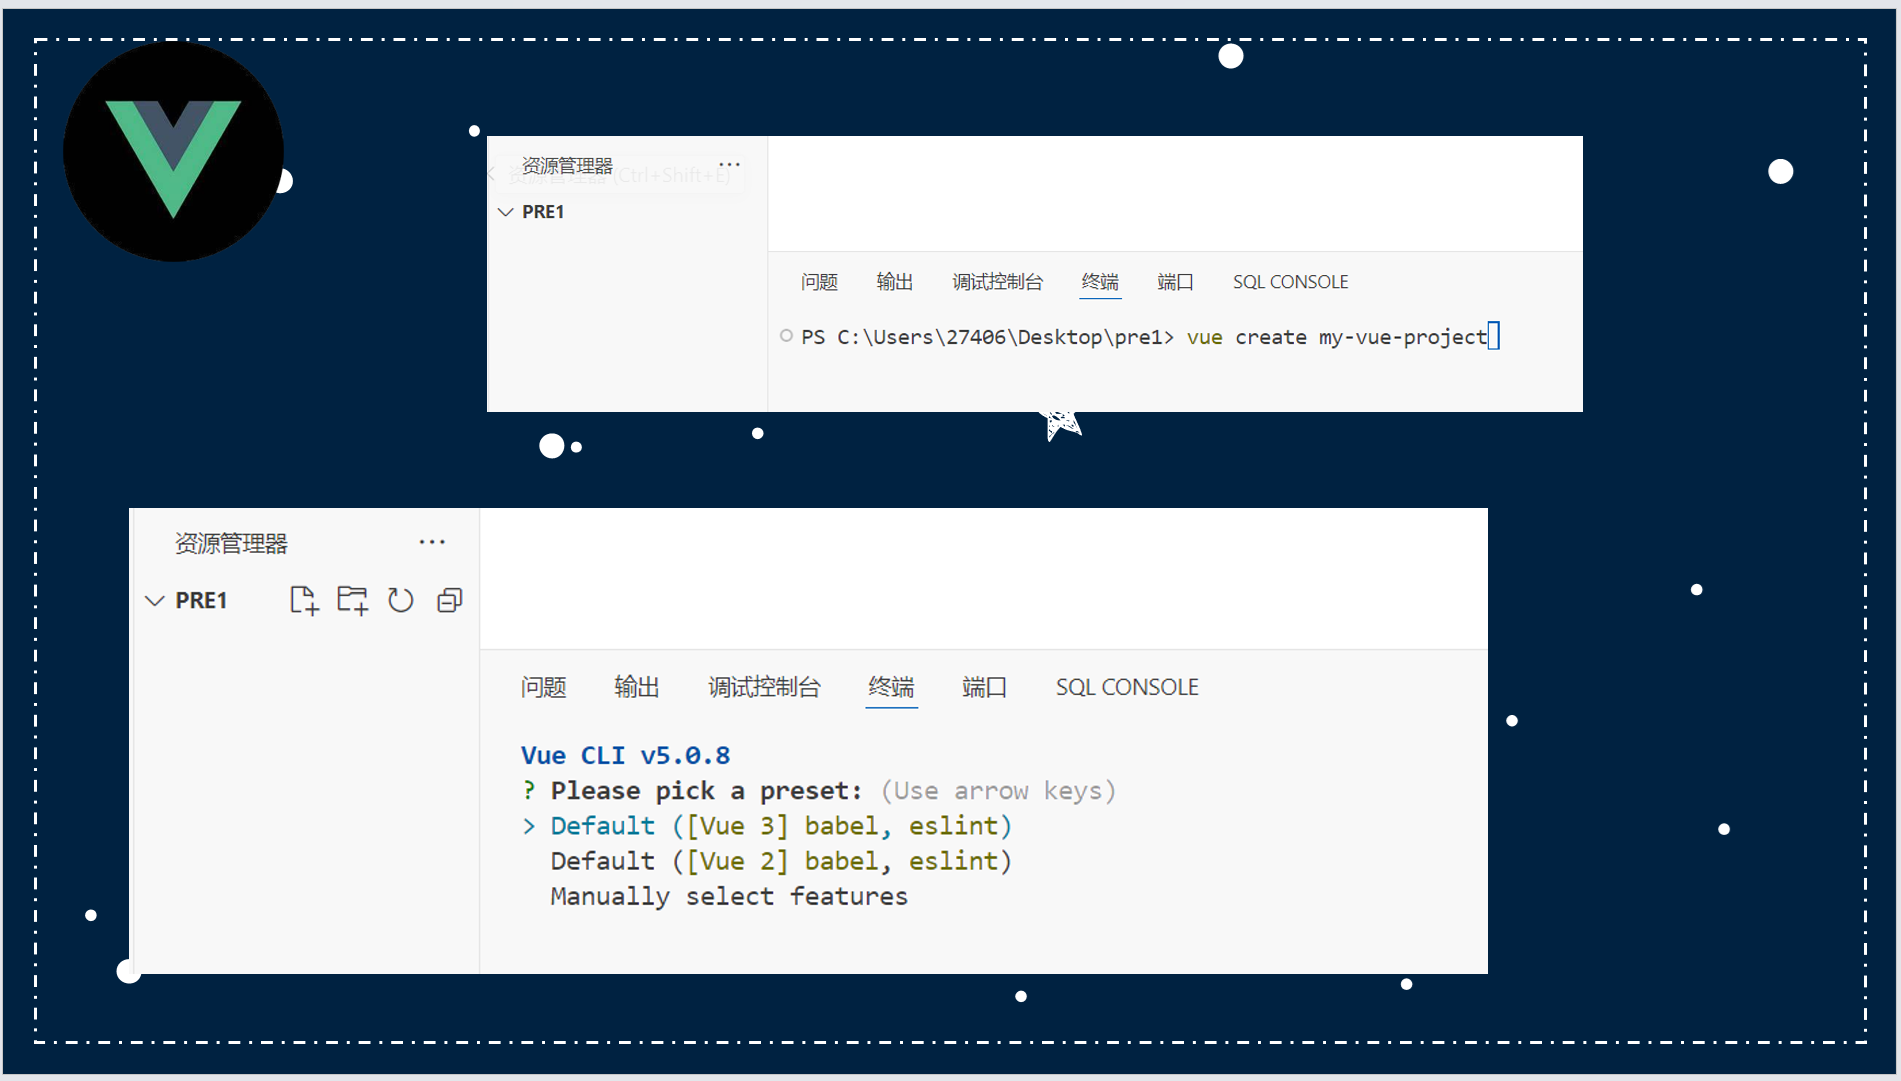 资源管理器 ···
资源管理器 (Ctrl+Shift+E)
PRE1
问题 输出 调试控制台 终端 端口 SQL CONSOLE
PS C:\Users\27406\Desktop\pre1> vue create my-vue-project
资源管理器 ···
PRE1
问题 输出 调试控制台 终端 端口 SQL CONSOLE
Vue CLI v5.0.8
? Please pick a preset: (Use arrow keys)
> Default ([Vue 3] babel, eslint)
Default ([Vue 2] babel, eslint)
Manually select features